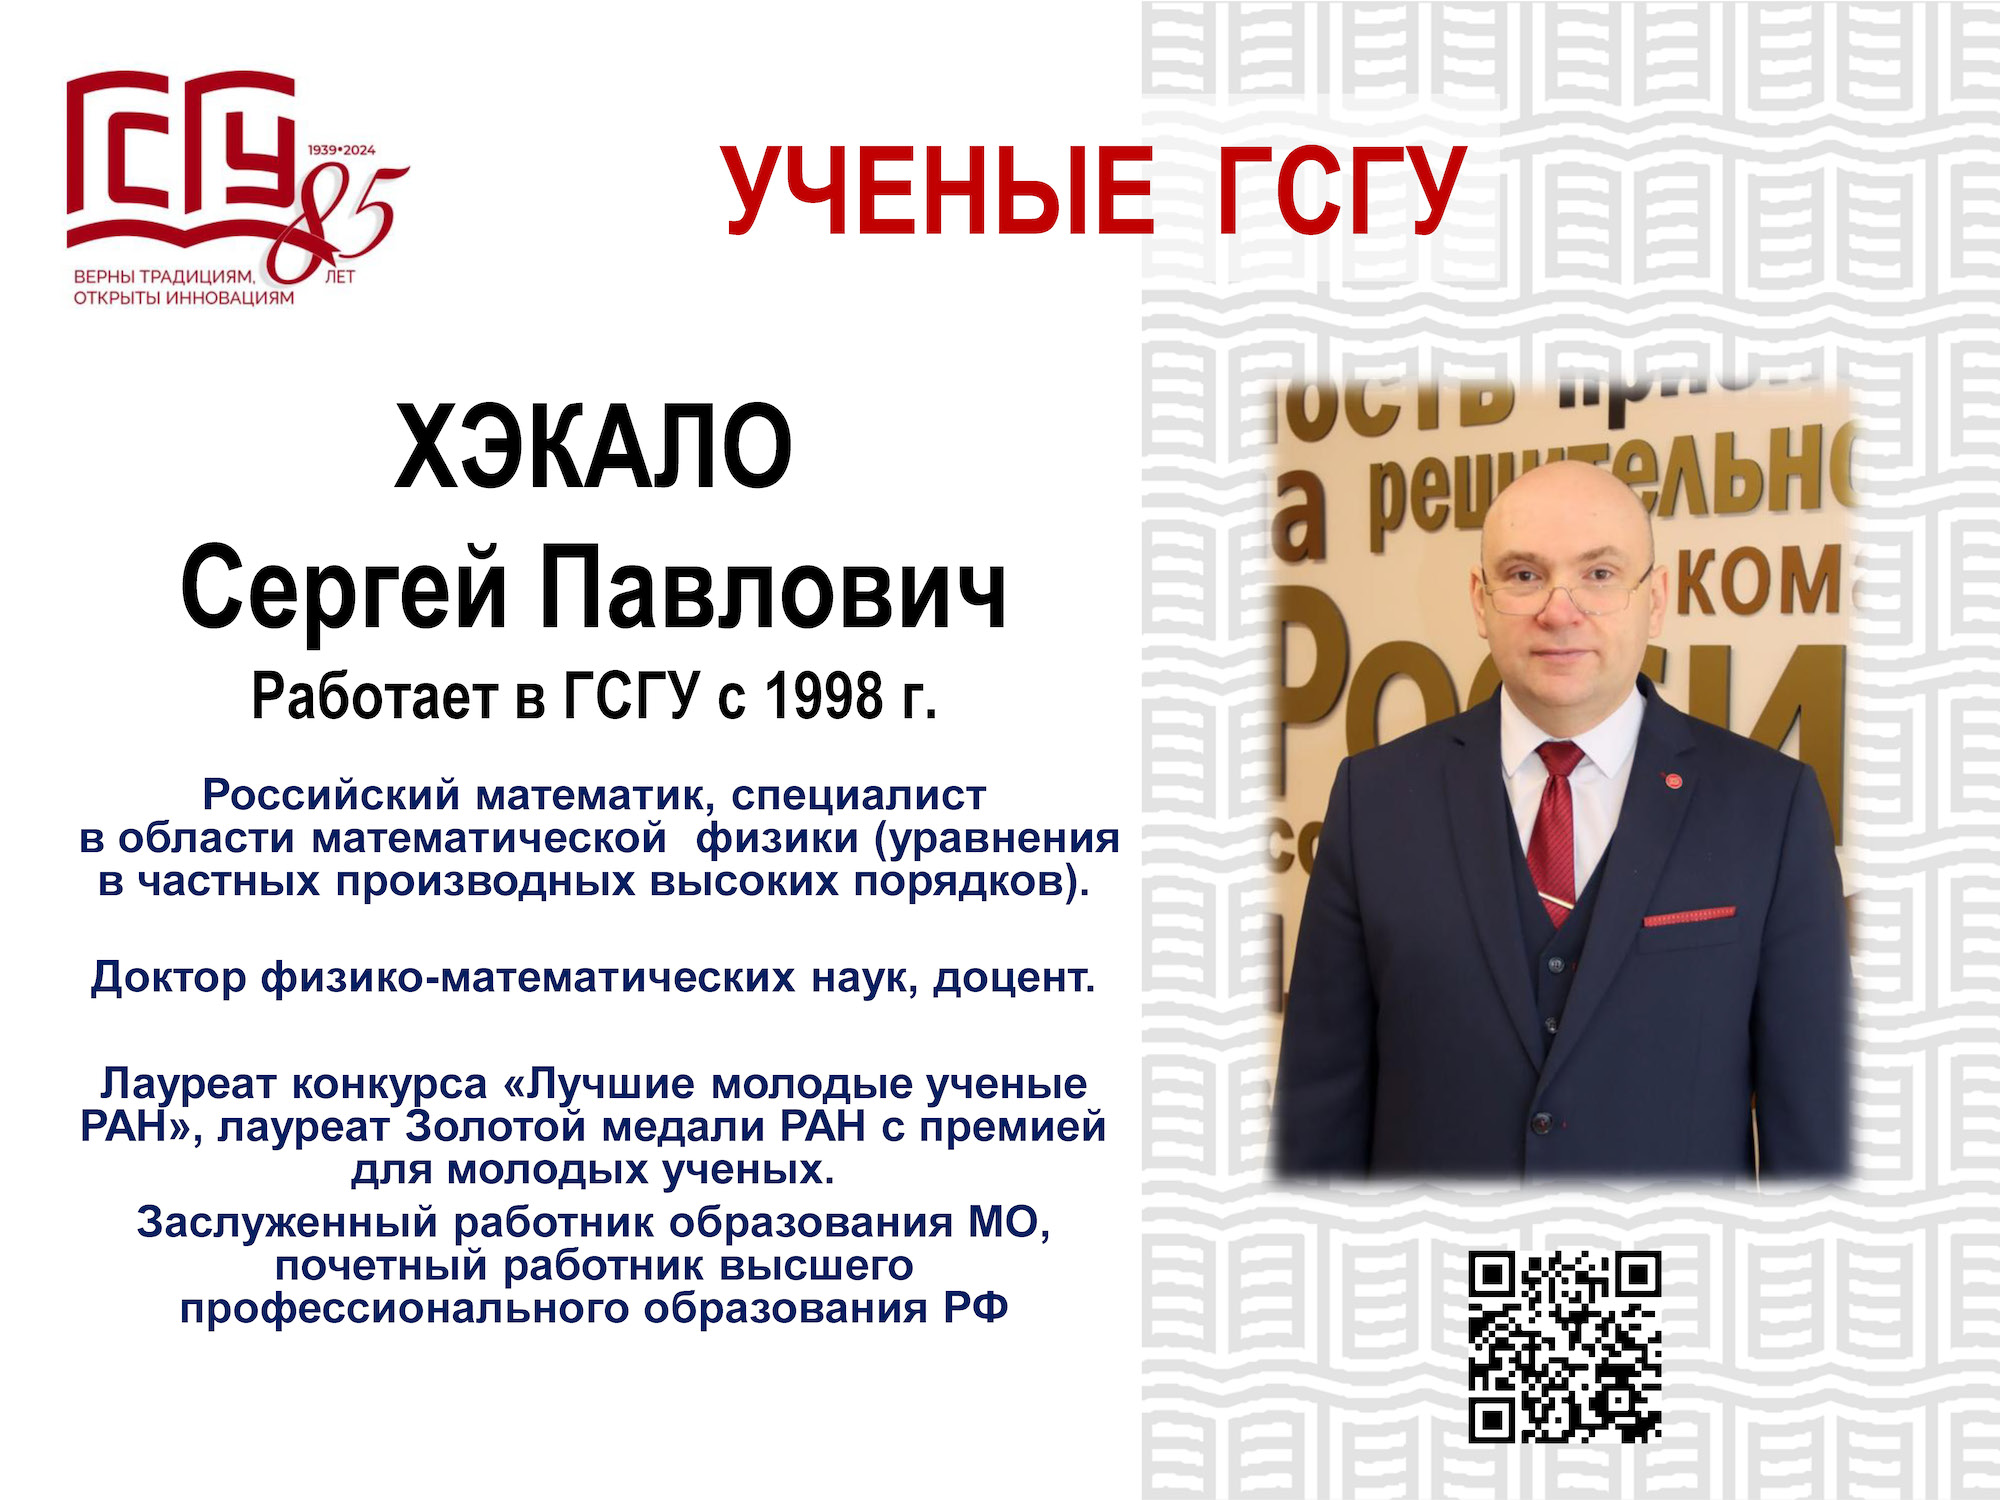 ГСГУ
1939•2024
85
ЛЕТ
ВЕРНЫ ТРАДИЦИЯМ,
ОТКРЫТЫ ИННОВАЦИЯМ
УЧЕНЫЕ ГСГУ
ХЭКАЛО
Сергей Павлович
Работает в ГСГУ с 1998 г.
Российский математик, специалист
в области математической физики (уравнения
в частных производных высоких порядков).
Доктор физико-математических наук, доцент.
Лауреат конкурса «Лучшие молодые ученые
РАН», лауреат Золотой медали РАН с премией
для молодых ученых.
Заслуженный работник образования МО,
почетный работник высшего
профессионального образования РФ